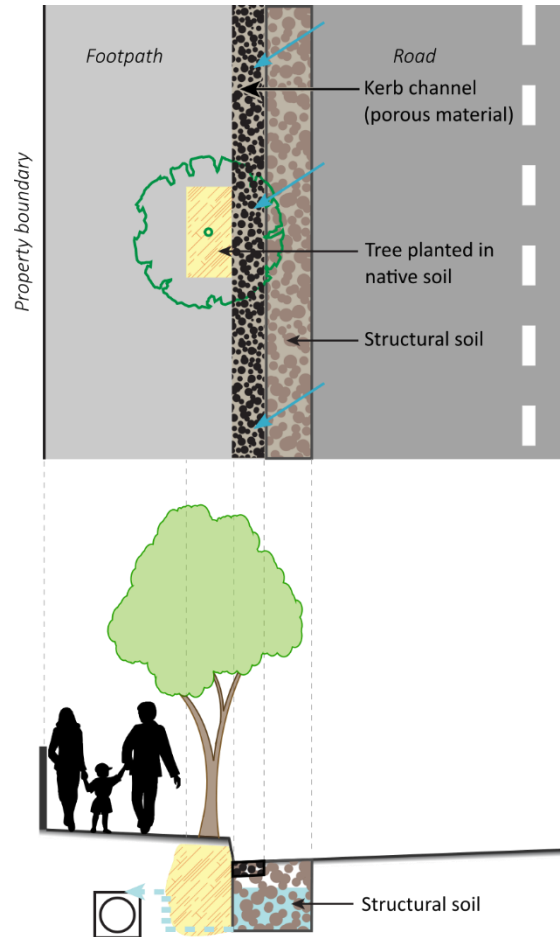 Footpath
Road
Kerb channel
(porous material)
Property boundary
Tree planted in
native soil
Structural soil
Structural soil